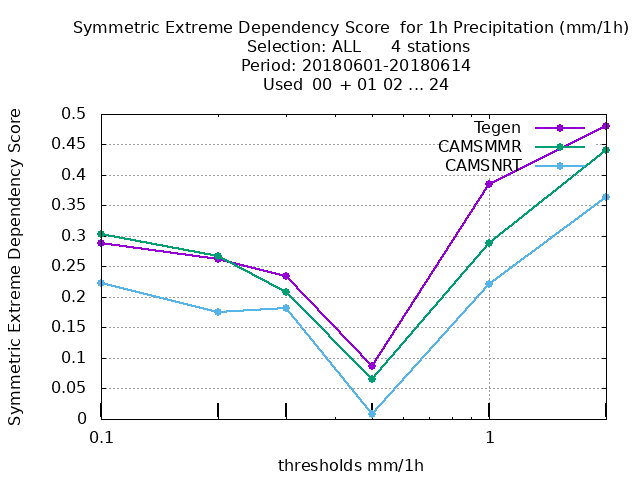 Symmetric Extreme Dependency Score  for 1h Precipitation (mm/1h)
Selection: ALL      4 stations
Period: 20180601-20180614
Used  00 + 01 02 ... 24
Symmetric Extreme Dependency Score
0.5
0.45
0.4
0.35
0.3
0.25
0.2
0.15
0.1
0.05
0
Tegen
CAMSMMR
CAMSNRT
0.1
1
thresholds mm/1h